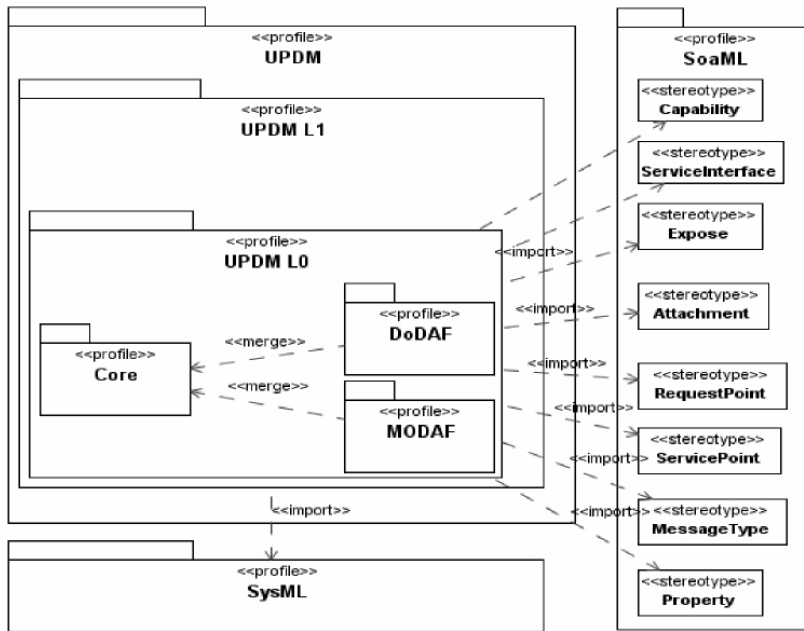 <<profile>>
UPDM
<<profile>>
UPDM L1
<<profile>>
UPDM L0
<<profile>>
Core
<<merge>>
<<merge>>
<<profile>>
DoDAF
<<profile>>
MODAF
<<import>>
<<profile>>
SysML
<<import>>
<<import>>
<<import>>
<<import>>
<<import>>
<<import>>
<<profile>>
SoaML
<<stereotype>>
Capability
<<stereotype>>
ServiceInterface
<<stereotype>>
Expose
<<stereotype>>
Attachment
<<stereotype>>
RequestPoint
<<stereotype>>
ServicePoint
<<stereotype>>
MessageType
<<stereotype>>
Property